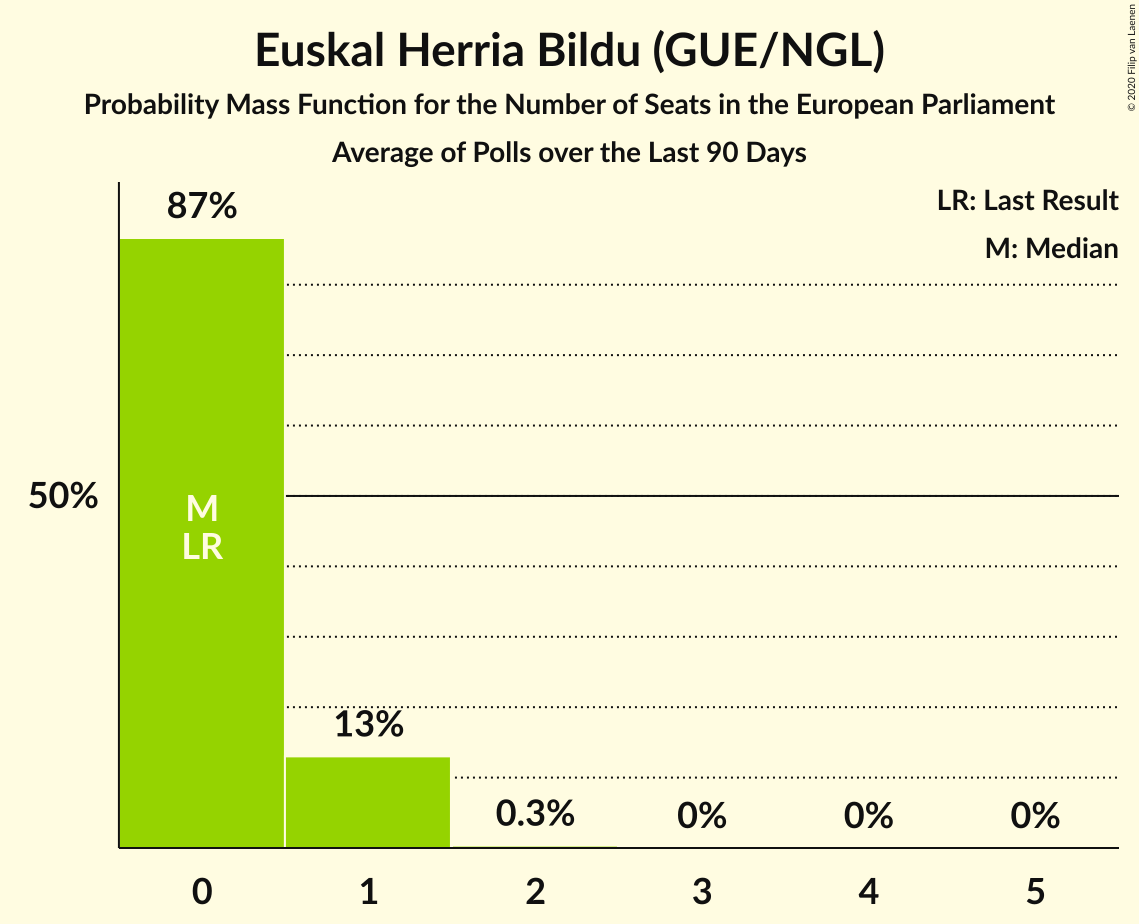 Euskal Herria Bildu (GUE/NGL)
Probability Mass Function for the Number of Seats in the European Parliament
Average of Polls over the Last 90 Days
© 2020 Filip van Laenen
LR: Last Result
M: Median
87%
50%
M
LR
13%
0.3%
0%
0%
0%
0 1 2 3 4 5